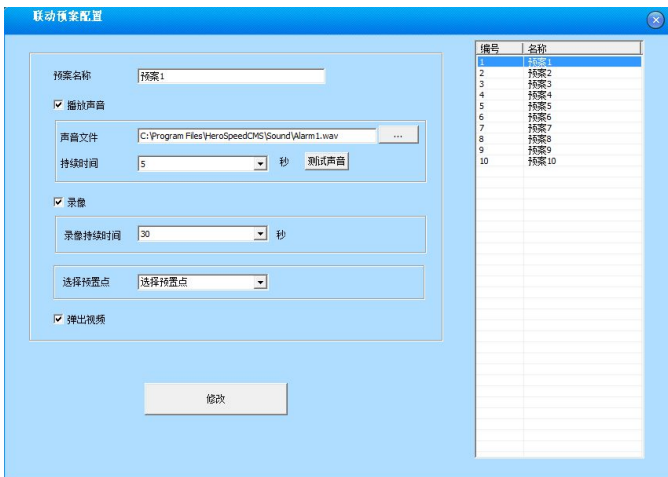 联动预案配置
预案名称 预案1
播放声音
声音文件 C:\Program Files\HeroSpeedCMS\Sound\Alarm1.wav ...
持续时间 5 秒 测试声音
录像
录像持续时间 30 秒
选择预置点 选择预置点
弹出视频
修改
编号 名称
1 预案1
2 预案2
3 预案3
4 预案4
5 预案5
6 预案6
7 预案7
8 预案8
9 预案9
10 预案10